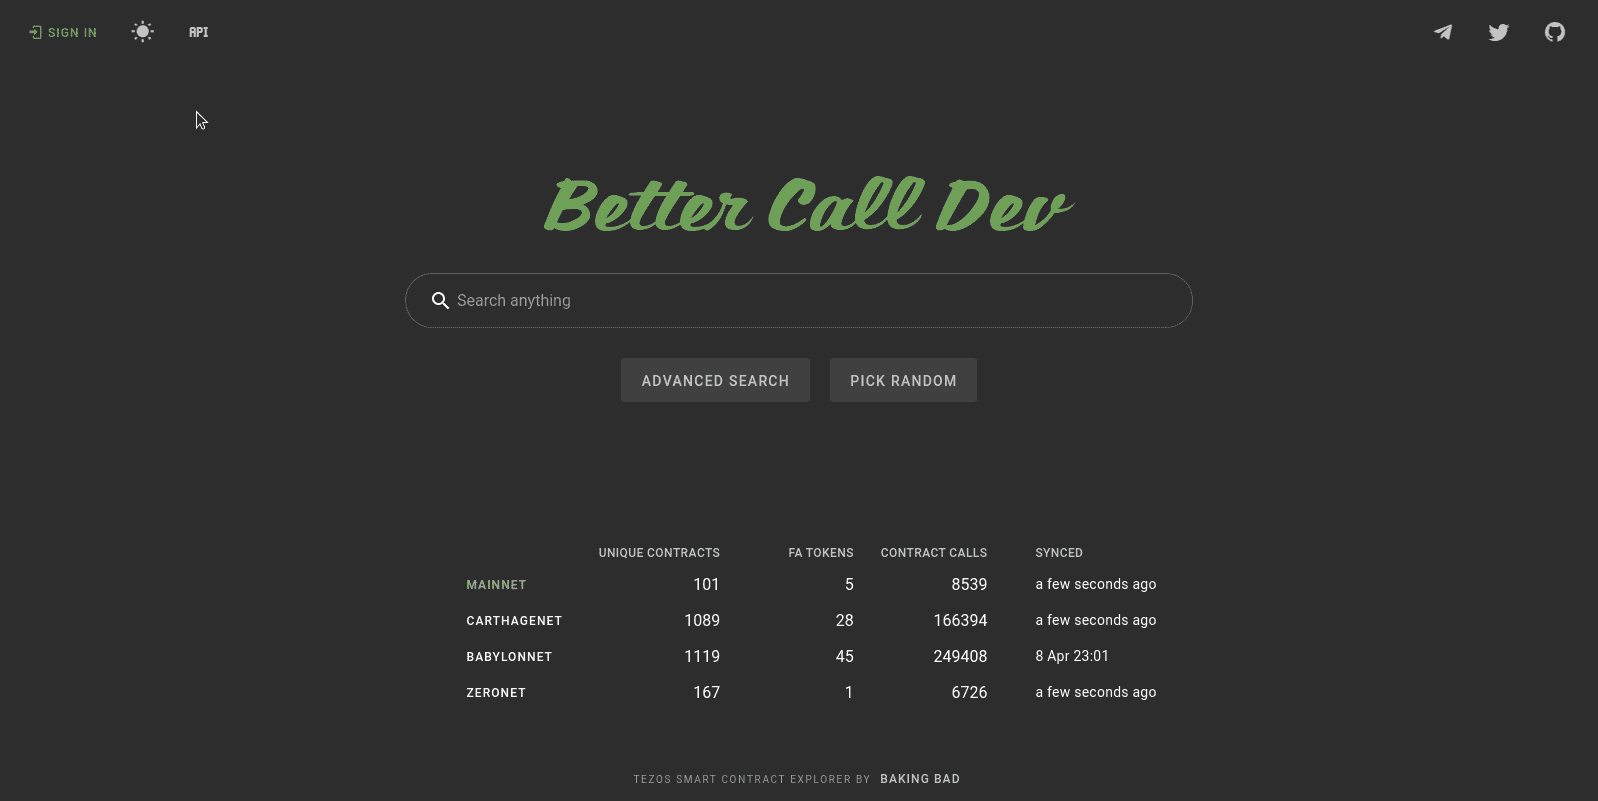 SIGN IN API
Better Call Dev
Search anything
ADVANCED SEARCH PICK RANDOM
UNIQUE CONTRACTS FA TOKENS CONTRACT CALLS SYNCED
MAINNET 101 5 8539 a few seconds ago
CARTHAGENET 1089 28 166394 a few seconds ago
BABYLONNET 1119 45 249408 8 Apr 23:01
ZERONET 167 1 6726 a few seconds ago
TEZOS SMART CONTRACT EXPLORER BY BAKING BAD